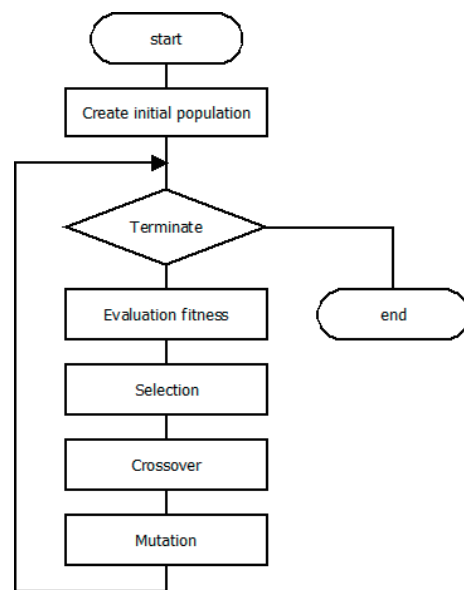 start
Create initial population
Terminate
Evaluation fitness
end
Selection
Crossover
Mutation